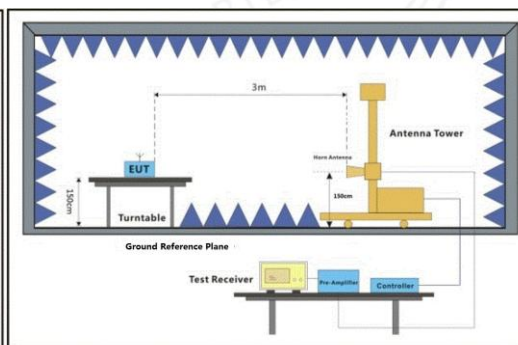 3m
Antenna Tower
Horn Antenna
EUT
150cm
150cm
Turntable
Ground Reference Plane
Test Receiver
Pre-Amplifier
Controller